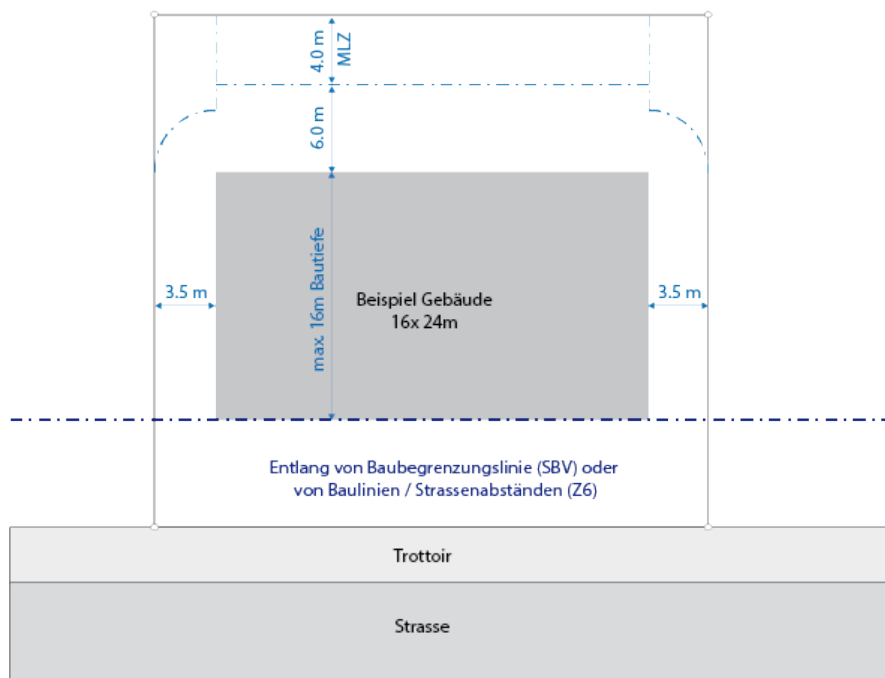 4.0 m
MLZ
6.0 m
max. 16m Bautiefe
3.5 m
Beispiel Gebäude
16x 24m
3.5 m
Entlang von Baubegrenzungslinie (SBV) oder
von Baulinien / Strassenabständen (Z6)
Trottoir
Strasse